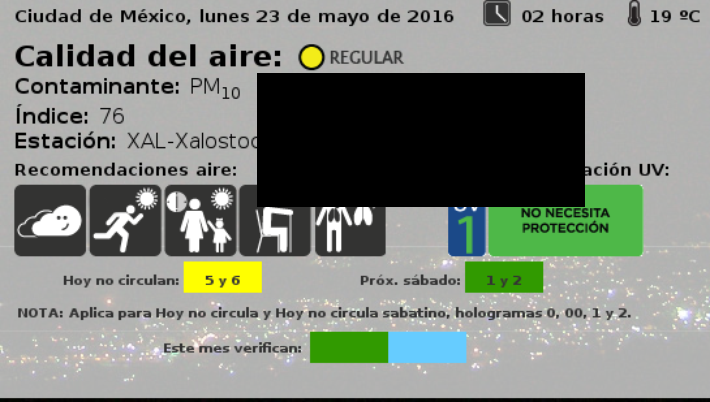 Ciudad de México, lunes 23 de mayo de 2016 02 horas 19 ºC
Calidad del aire: REGULAR
Contaminante: PM10
Índice: 76
Estación:
Recomendaciones aire: UV:
UV
1
NO NECESITA
PROTECCIÓN
Hoy no circulan: 5 y 6 Próx. sábado: 1 y 2
NOTA: Aplica para Hoy no circula y Hoy no circula sabatino, hologramas 0, 00, 1 y 2.
Este mes verifican: